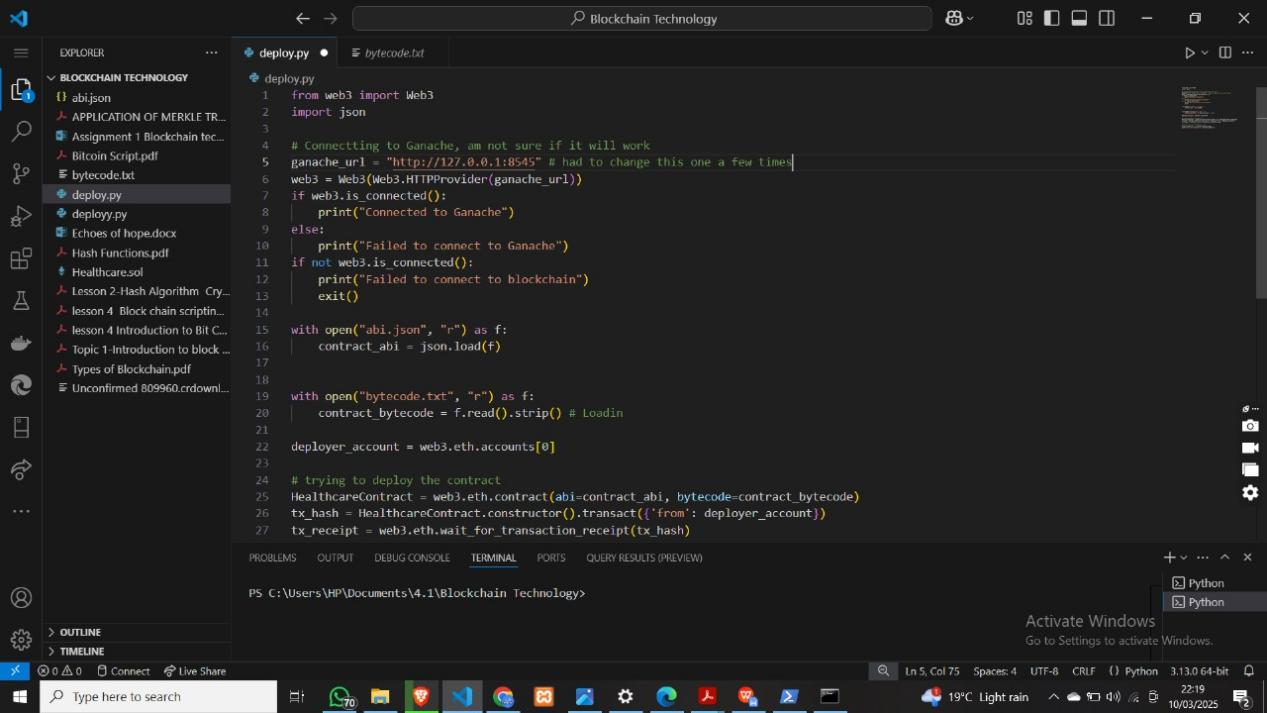 Blockchain Technology
EXPLORER
BLOCKCHAIN TECHNOLOGY
{} abi.json
APPLICATION OF MERKLE TR...
Assignment 1 Blockchain tec...
Bitcoin Script.pdf
bytecode.txt
deploy.py
deployy.py
Echoes of hope.docx
Hash Functions.pdf
Healthcare.sol
Lesson 2-Hash Algorithm Cry...
lesson 4 Block chain scriptin...
lesson 4 Introduction to Bit C...
Topic 1-Introduction to block ...
Types of Blockchain.pdf
Unconfirmed 809960.crdownl...
OUTLINE
TIMELINE
deploy.py
bytecode.txt
deploy.py
1 from web3 import Web3
2 import json
3
4 # Connectting to Ganache, am not sure if it will work
5 ganache_url = "http://127.0.0.1:8545" # had to change this one a few times
6 web3 = Web3(Web3.HTTPProvider(ganache_url))
7 if web3.is_connected():
8 print("Connected to Ganache")
9 else:
10 print("Failed to connect to Ganache")
11 if not web3.is_connected():
12 print("Failed to connect to blockchain")
13 exit()
14
15 with open("abi.json", "r") as f:
16 contract_abi = json.load(f)
17
18
19 with open("bytecode.txt", "r") as f:
20 contract_bytecode = f.read().strip() # Loadin
21
22 deployer_account = web3.eth.accounts[0]
23
24 # trying to deploy the contract
25 HealthcareContract = web3.eth.contract(abi=contract_abi, bytecode=contract_bytecode)
26 tx_hash = HealthcareContract.constructor().transact({'from': deployer_account})
27 tx_receipt = web3.eth.wait_for_transaction_receipt(tx_hash)
PROBLEMS OUTPUT DEBUG CONSOLE TERMINAL PORTS QUERY RESULTS (PREVIEW)
PS C:\Users\HP\Documents\4.1\Blockchain Technology>
Python
Python
Activate Windows
Go to Settings to activate Windows.
0 0 Connect Live Share Ln 5, Col 75 Spaces: 4 UTF-8 CRLF {} Python 3.13.0 64-bit
Type here to search
70
19°C Light rain
22:19
10/03/2025
2
1